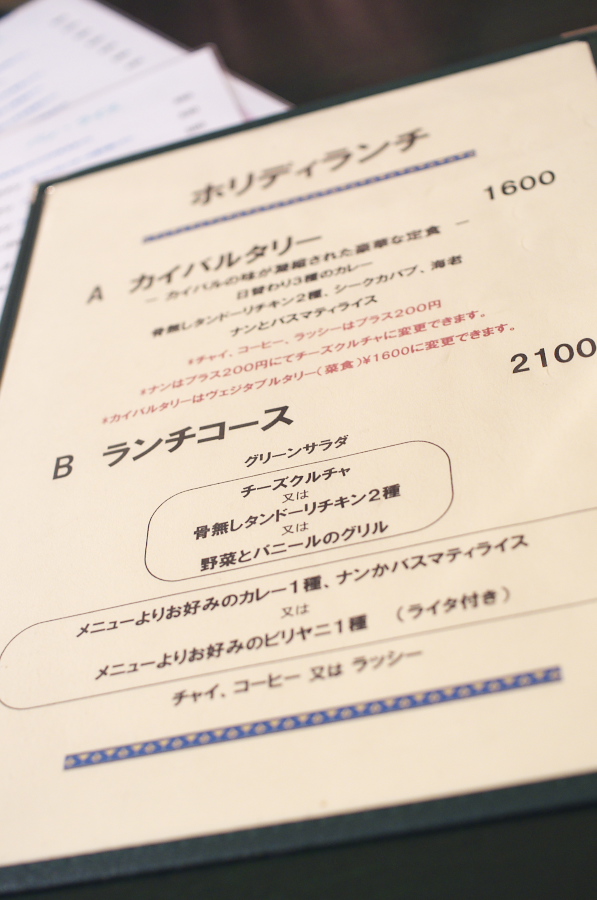 ホリディランチ
A カイバルタリー 1600
― カイバルの味が凝縮された豪華な定食 ―
日替わり3種のカレー
骨無しタンドーリチキン2種、シークカバブ、海老
ナンとバスマティライス
*チャイ、コーヒー、ラッシーはプラス200円
*ナンはプラス200円にてチーズクルチャに変更できます。
*カイバルタリーはヴェジタブルタリー(菜食)¥1600に変更できます。
B ランチコース 2100
グリーンサラダ
チーズクルチャ
又は
骨無しタンドーリチキン2種
又は
野菜とパニールのグリル
メニューよりお好みのカレー1種、ナンかバスマティライス
又は
メニューよりお好みのビリヤニ1種 (ライタ付き)
チャイ、コーヒー 又は ラッシー